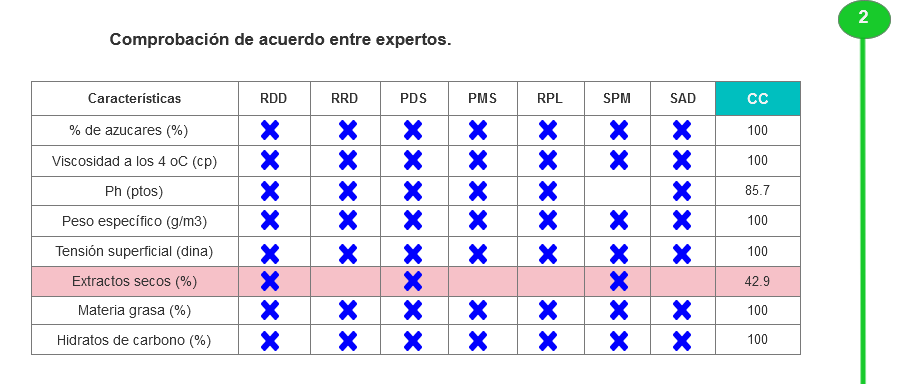 2
Comprobación de acuerdo entre expertos.
Características RDD RRD PDS PMS RPL SPM SAD CC
% de azucares (%) 100
Viscosidad a los 4 oC (cp) 100
Ph (ptos) 85.7
Peso específico (g/m3) 100
Tensión superficial (dina) 100
Extractos secos (%) 42.9
Materia grasa (%) 100
Hidratos de carbono (%) 100